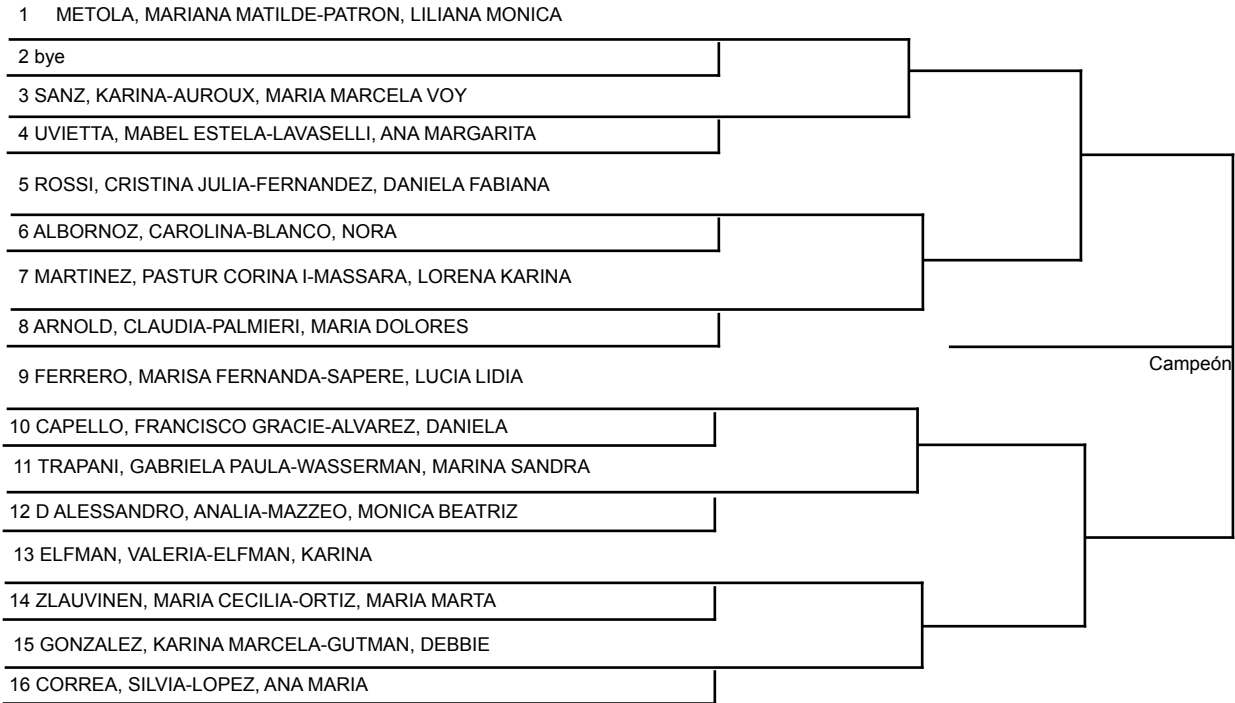 1 METOLA, MARIANA MATILDE-PATRON, LILIANA MONICA
2 bye
3 SANZ, KARINA-AUROUX, MARIA MARCELA VOY
4 UVIETTA, MABEL ESTELA-LAVASELLI, ANA MARGARITA
5 ROSSI, CRISTINA JULIA-FERNANDEZ, DANIELA FABIANA
6 ALBORNOZ, CAROLINA-BLANCO, NORA
7 MARTINEZ, PASTUR CORINA I-MASSARA, LORENA KARINA
8 ARNOLD, CLAUDIA-PALMIERI, MARIA DOLORES
Campeón
9 FERRERO, MARISA FERNANDA-SAPERE, LUCIA LIDIA
10 CAPELLO, FRANCISCO GRACIE-ALVAREZ, DANIELA
11 TRAPANI, GABRIELA PAULA-WASSERMAN, MARINA SANDRA
12 D ALESSANDRO, ANALIA-MAZZEO, MONICA BEATRIZ
13 ELFMAN, VALERIA-ELFMAN, KARINA
14 ZLAUVINEN, MARIA CECILIA-ORTIZ, MARIA MARTA
15 GONZALEZ, KARINA MARCELA-GUTMAN, DEBBIE
16 CORREA, SILVIA-LOPEZ, ANA MARIA